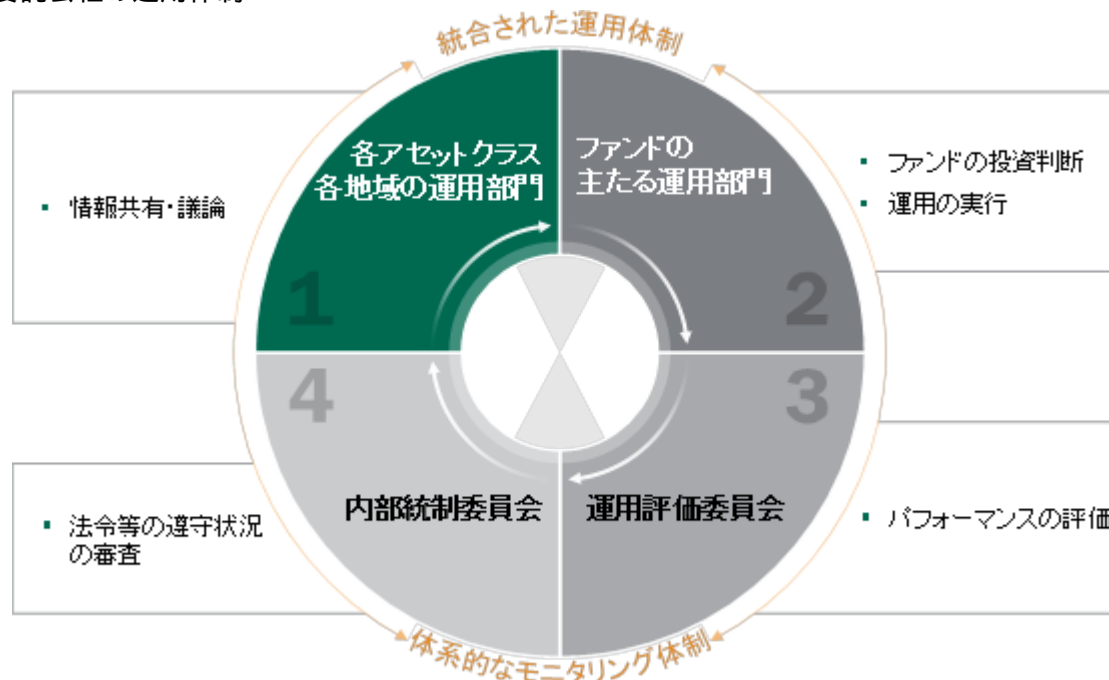 統合された運用体制
各アセットクラス
各地域の運用部門
ファンドの
主たる運用部門
▪ 情報共有・議論
▪ ファンドの投資判断
▪ 運用の実行
1
2
4
3
内部統制委員会
運用評価委員会
▪ 法令等の遵守状況
の審査
▪ パフォーマンスの評価
体系的なモニタリング体制